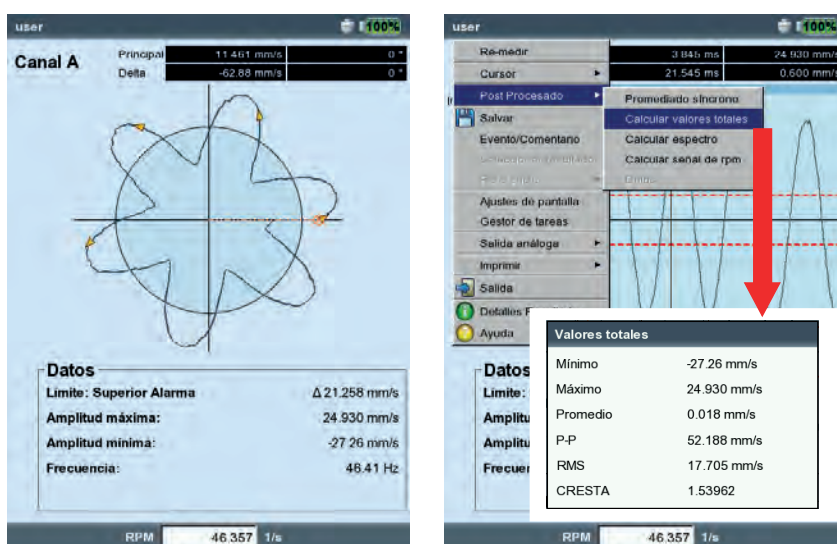 user
100%
Canal A
Principal 11 461 mm/s 0 °
Delta -62.88 mm/s 0 °
Datos
Limite: Superior Alarma Δ 21.258 mm/s
Amplitud máxima: 24.930 mm/s
Amplitud mínima: -27 26 mm/s
Frecuencia: 46.41 Hz
RPM 46.357 1/s
user
100%
Re-medir
3 845 ms 24 930 mm/s
Cursor
21.545 ms 0.600 mm/s
Post Procesado
Promediado síncrono
Salvar
Calcular valores totales
Evento/Comentario
Calcular espectro
Calcular senal de rpm
Ajustes de pantalla
Gestor de tareas
Salida análoga
Imprimir
Salida
Detalles
Ayuda
Valores totales
Mínimo -27.26 mm/s
Máximo 24.930 mm/s
Promedio 0.018 mm/s
P-P 52.188 mm/s
RMS 17.705 mm/s
CRESTA 1.53962
Datos
Limite:
Amplitu
Amplitu
Frecuen
RPM 46.357 1/s